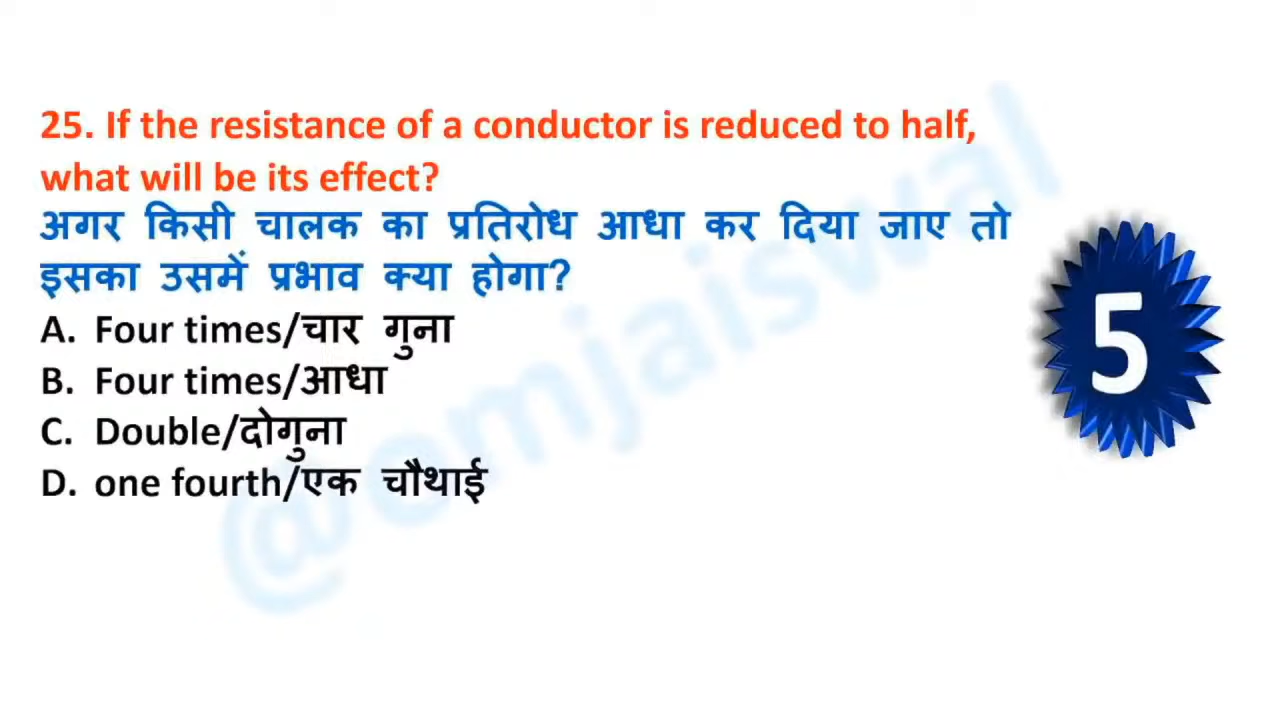 25. If the resistance of a conductor is reduced to half,
what will be its effect?
अगर किसी चालक का प्रतिरोध आधा कर दिया जाए तो
इसका उसमें प्रभाव क्या होगा?
A. Four times/चार गुना
B. Four times/आधा
C. Double/दोगुना
D. one fourth/एक चौथाई
5
@omjaiswal